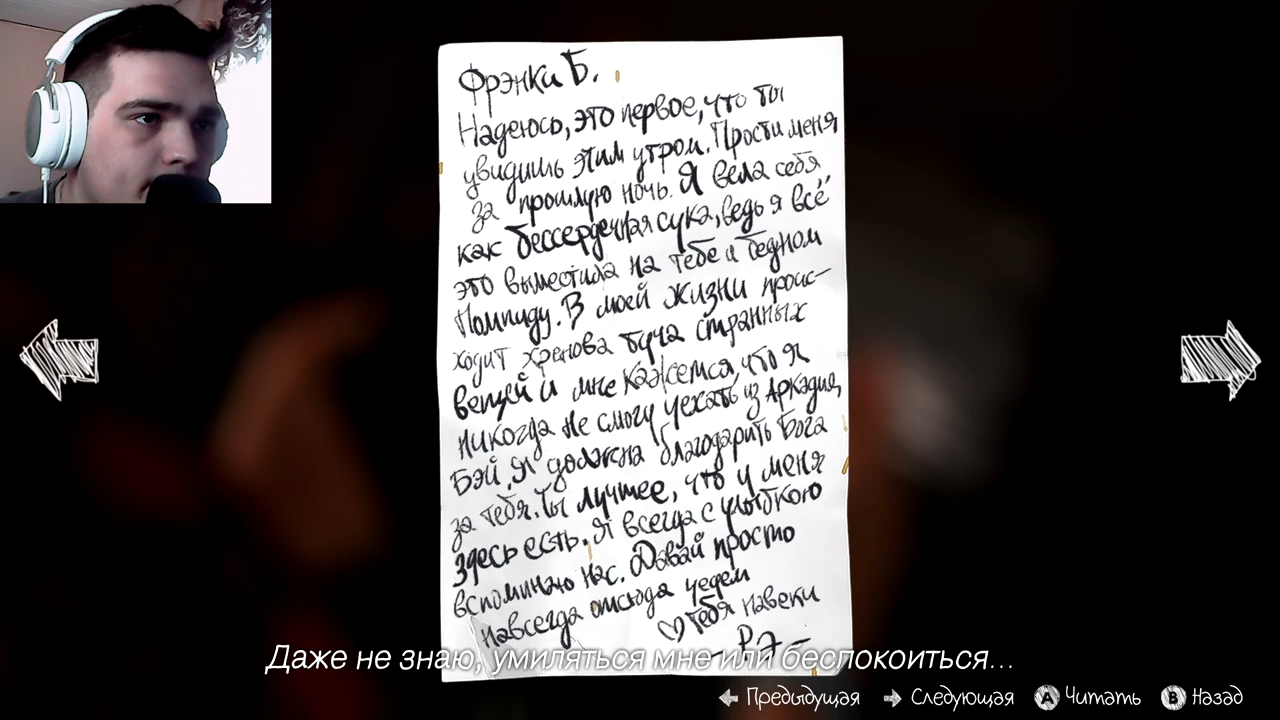 Фрэнки Б.
Надеюсь, это первое, что ты
увидишь этим утром. Прости меня
за прошлую ночь. Я вела себя
как бессердечная сука, ведь я всё
это выместила на тебе и бедном
Помпиду. В моей жизни проис-
ходит хренова туча странных
вещей и мне кажется, что я
никогда не смогу уехать из Аркадия
Бэй. Я должна благодарить Бога
за тебя. Ты лучшее, что у меня
здесь есть. Я всегда с улыбкою
вспоминаю нас. Давай просто
навсегда отсюда уедем
♡ тебя навеки
- РЭ -
Даже не знаю, умиляться мне или беспокоиться...
Предыдущая Следующая A Читать B Назад